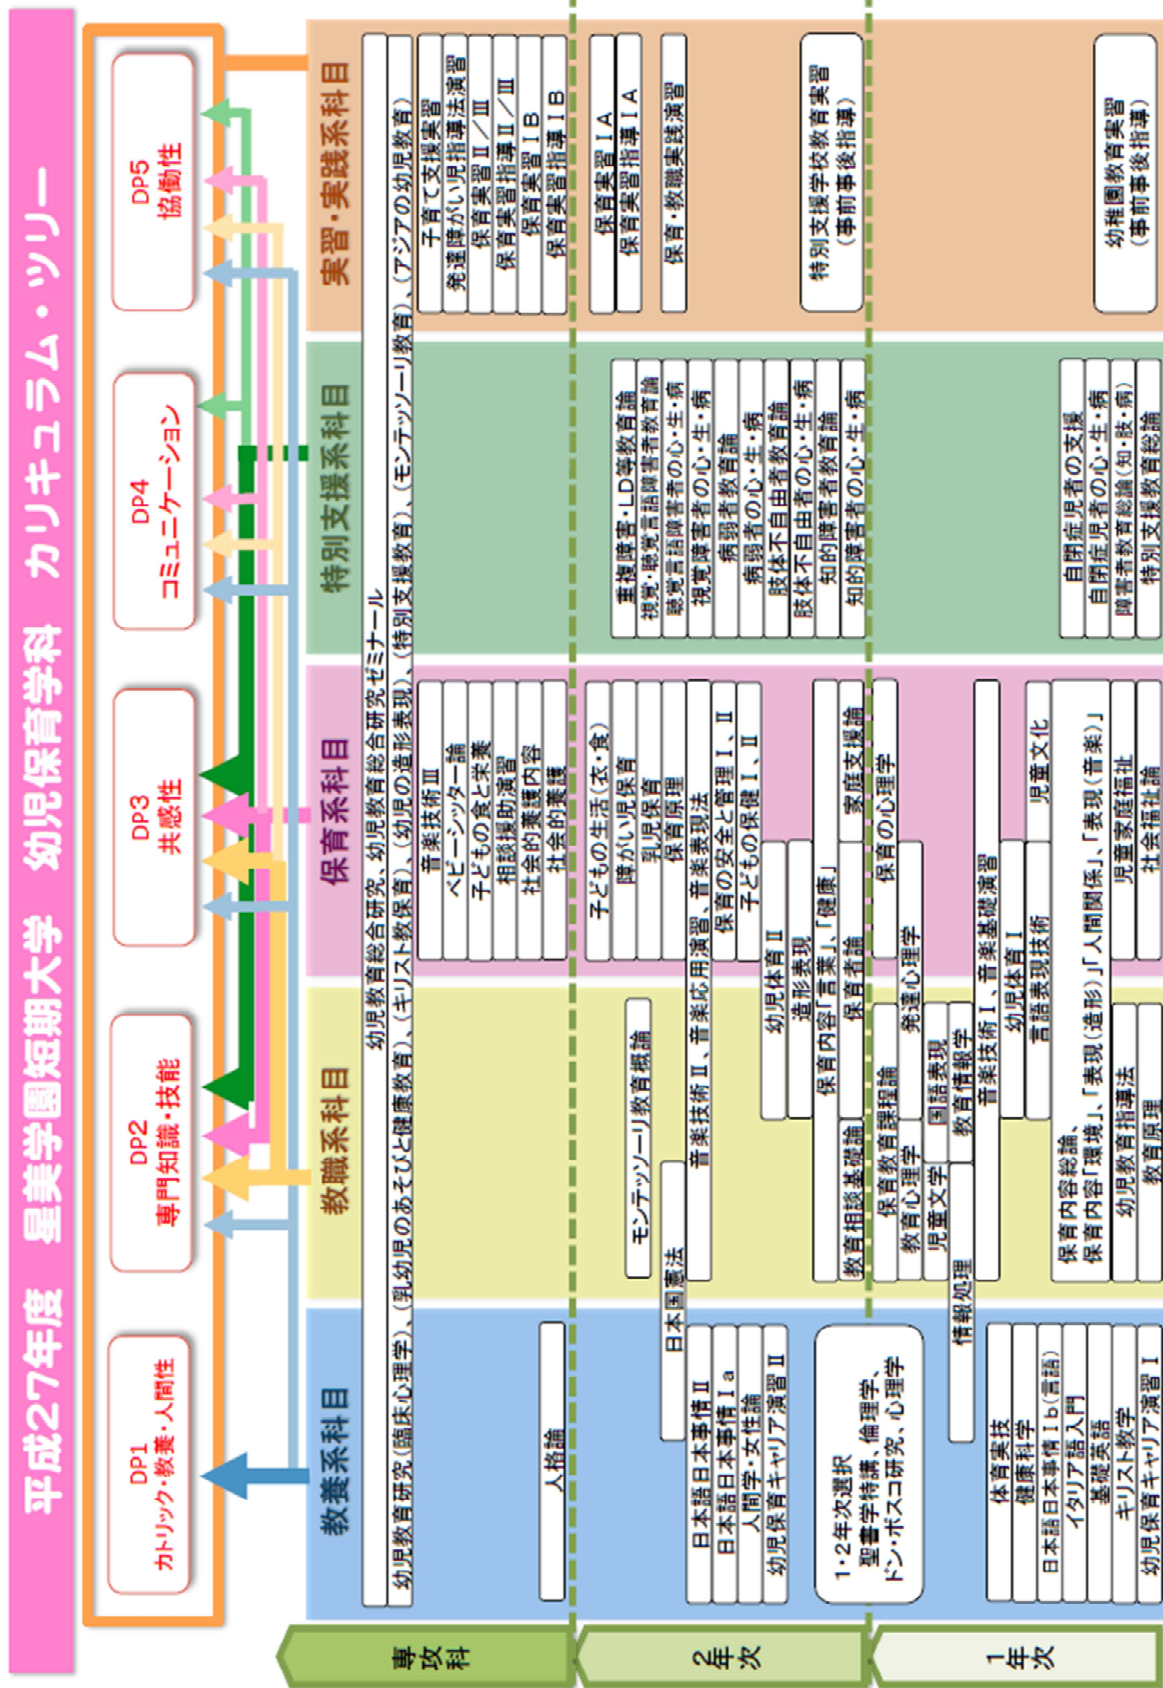 平成27年度　星美学園短期大学　幼児保育学科　カリキュラム・ツリー
DP1
カトリック・教養・人間性
DP2
専門知識・技能
DP3
共感性
DP4
コミュニケーション
DP5
協働性
教養系科目
教職系科目
保育系科目
特別支援系科目
実習・実践系科目
専攻科
幼児教育総合研究、幼児教育総合研究ゼミナール
幼児教育研究(臨床心理学)、(乳幼児のあそびと健康教育)、(キリスト教保育)、(幼児の造形表現)、(特別支援教育)、(モンテッソーリ教育)、(アジアの幼児教育)
人格論
音楽技術Ⅲ
ベビーシッター論
子どもの食と栄養
相談援助演習
社会的養護内容
社会的養護
子育て支援実習
発達障がい児指導法演習
保育実習Ⅱ／Ⅲ
保育実習指導Ⅱ／Ⅲ
保育実習ⅠB
保育実習指導ⅠB
2年次
モンテッソーリ教育概論
日本国憲法
日本語日本事情Ⅱ
日本語日本事情Ⅰa
人間学・女性論
幼児保育キャリア演習Ⅱ
1・2年次選択
聖書学特講、倫理学、
ドン・ボスコ研究、心理学
子どもの生活(衣・食)
障がい児保育
乳児保育
保育原理
音楽技術Ⅱ、音楽応用演習、音楽表現法
保育の安全と管理Ⅰ、Ⅱ
子どもの保健Ⅰ、Ⅱ
幼児体育Ⅱ
造形表現
保育内容「言葉」、「健康」
教育相談基礎論
保育者論
家庭支援論
重複障害・LD等教育論
視覚・聴覚言語障害者教育論
聴覚言語障害者の心・生・病
視覚障害者の心・生・病
病弱者教育論
病弱者の心・生・病
肢体不自由者教育論
肢体不自由者の心・生・病
知的障害者教育論
知的障害者の心・生・病
保育実習ⅠA
保育実習指導ⅠA
保育・教職実践演習
特別支援学校教育実習
(事前事後指導)
1年次
保育教育課程論
保育の心理学
教育心理学
発達心理学
児童文学
国語表現
情報処理
教育情報学
音楽技術Ⅰ、音楽基礎演習
幼児体育Ⅰ
言語表現技術
児童文化
保育内容総論、
保育内容「環境」、「表現(造形)」「人間関係」、「表現(音楽)」
幼児教育指導法
児童家庭福祉
教育原理
社会福祉論
体育実技
健康科学
日本語日本事情Ⅰb(言語)
イタリア語入門
基礎英語
キリスト教学
幼児保育キャリア演習Ⅰ
自閉症児者の支援
自閉症児者の心・生・病
障害者教育総論(知・肢・病)
特別支援教育総論
幼稚園教育実習
(事前事後指導)